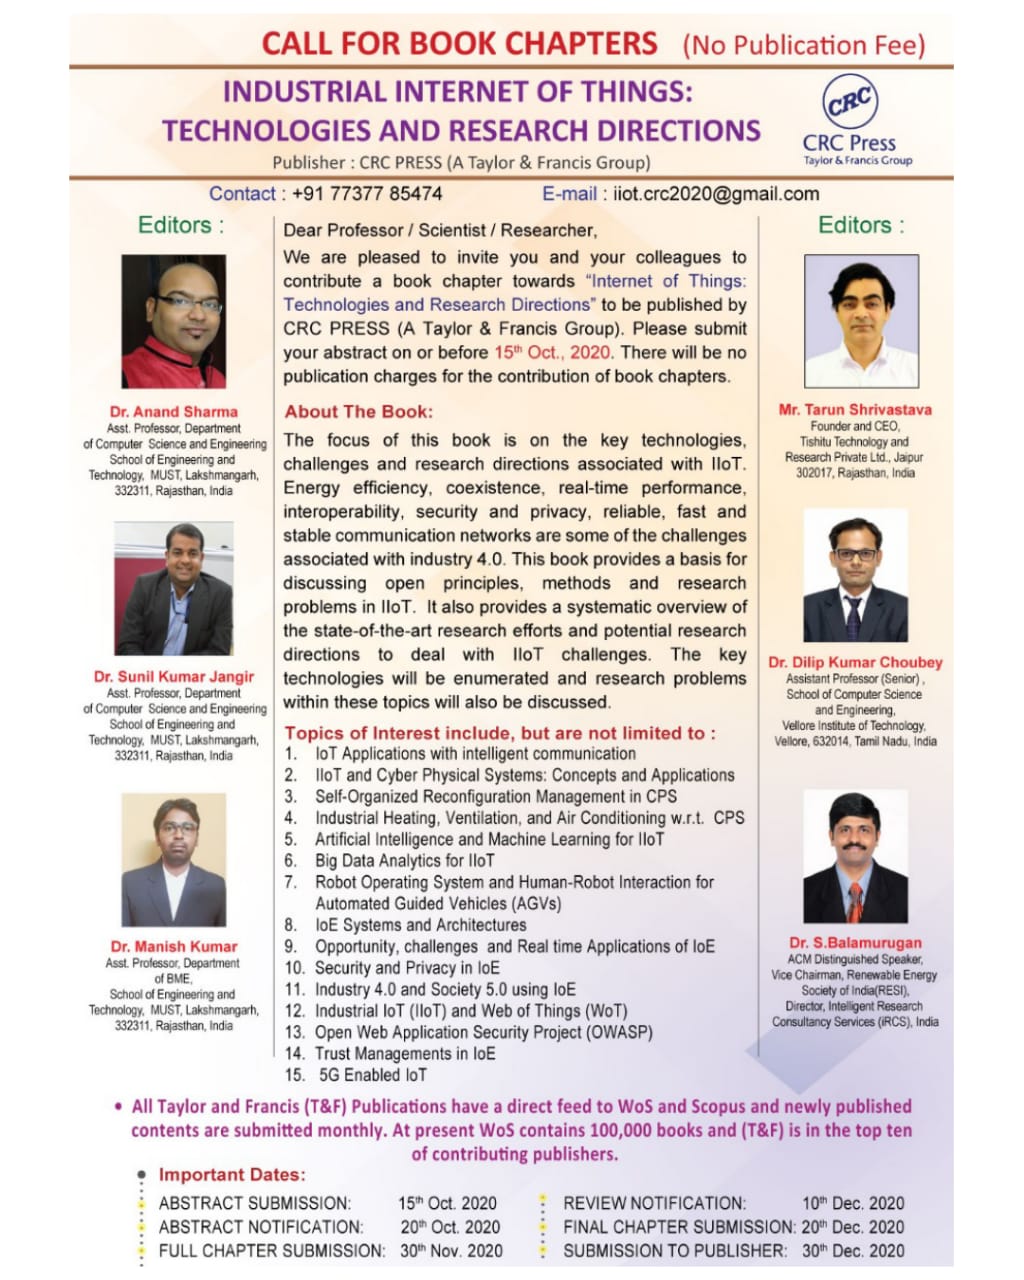 CALL FOR BOOK CHAPTERS (No Publication Fee)
INDUSTRIAL INTERNET OF THINGS:
TECHNOLOGIES AND RESEARCH DIRECTIONS
Publisher : CRC PRESS (A Taylor & Francis Group)
CRC
CRC Press
Taylor & Francis Group
Contact : +91 77377 85474 E-mail : iiot.crc2020@gmail.com
Editors :
Dr. Anand Sharma
Asst. Professor, Department
of Computer Science and Engineering
School of Engineering and
Technology, MUST, Lakshmangarh,
332311, Rajasthan, India
Dr. Sunil Kumar Jangir
Asst. Professor, Department
of Computer Science and Engineering
School of Engineering and
Technology, MUST, Lakshmangarh,
332311, Rajasthan, India
Dr. Manish Kumar
Asst. Professor, Department
of BME,
School of Engineering and
Technology, MUST, Lakshmangarh,
332311, Rajasthan, India
Dear Professor / Scientist / Researcher,
We are pleased to invite you and your colleagues to
contribute a book chapter towards “Internet of Things:
Technologies and Research Directions” to be published by
CRC PRESS (A Taylor & Francis Group). Please submit
your abstract on or before 15th Oct., 2020. There will be no
publication charges for the contribution of book chapters.
About The Book:
The focus of this book is on the key technologies,
challenges and research directions associated with IIoT.
Energy efficiency, coexistence, real-time performance,
interoperability, security and privacy, reliable, fast and
stable communication networks are some of the challenges
associated with industry 4.0. This book provides a basis for
discussing open principles, methods and research
problems in IIoT. It also provides a systematic overview of
the state-of-the-art research efforts and potential research
directions to deal with IIoT challenges. The key
technologies will be enumerated and research problems
within these topics will also be discussed.
Topics of Interest include, but are not limited to :
1. IoT Applications with intelligent communication
2. IIoT and Cyber Physical Systems: Concepts and Applications
3. Self-Organized Reconfiguration Management in CPS
4. Industrial Heating, Ventilation, and Air Conditioning w.r.t. CPS
5. Artificial Intelligence and Machine Learning for IIoT
6. Big Data Analytics for IIoT
7. Robot Operating System and Human-Robot Interaction for
Automated Guided Vehicles (AGVs)
8. IoE Systems and Architectures
9. Opportunity, challenges and Real time Applications of IoE
10. Security and Privacy in IoE
11. Industry 4.0 and Society 5.0 using IoE
12. Industrial IoT (IIoT) and Web of Things (WoT)
13. Open Web Application Security Project (OWASP)
14. Trust Managements in IoE
15. 5G Enabled IoT
Editors :
Mr. Tarun Shrivastava
Founder and CEO,
Tishitu Technology and
Research Private Ltd., Jaipur
302017, Rajasthan, India
Dr. Dilip Kumar Choubey
Assistant Professor (Senior) ,
School of Computer Science
and Engineering,
Vellore Institute of Technology,
Vellore, 632014, Tamil Nadu, India
Dr. S.Balamurugan
ACM Distinguished Speaker,
Vice Chairman, Renewable Energy
Society of India(RESI),
Director, Intelligent Research
Consultancy Services (iRCS), India
• All Taylor and Francis (T&F) Publications have a direct feed to WoS and Scopus and newly published
contents are submitted monthly. At present WoS contains 100,000 books and (T&F) is in the top ten
of contributing publishers.
Important Dates:
ABSTRACT SUBMISSION: 15th Oct. 2020
ABSTRACT NOTIFICATION: 20th Oct. 2020
FULL CHAPTER SUBMISSION: 30th Nov. 2020
REVIEW NOTIFICATION: 10th Dec. 2020
FINAL CHAPTER SUBMISSION: 20th Dec. 2020
SUBMISSION TO PUBLISHER: 30th Dec. 2020